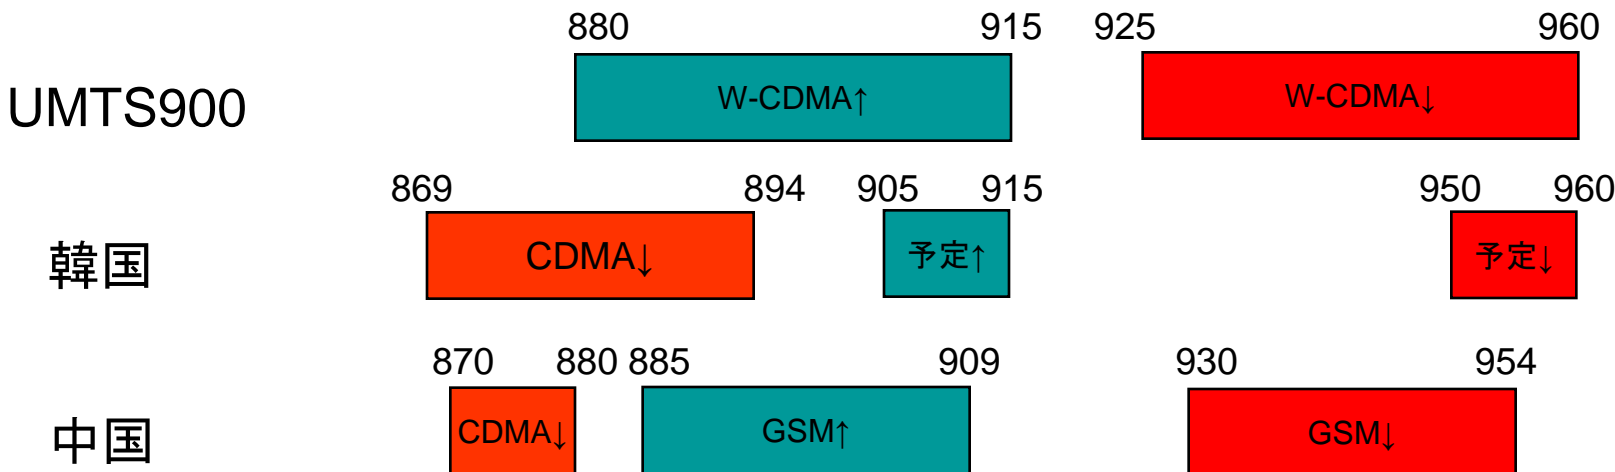 880 915 925 960
UMTS900 W-CDMA↑ W-CDMA↓
869 894 905 915 950 960
韓国 CDMA↓ 予定↑ 予定↓
870 880 885 909 930 954
中国 CDMA↓ GSM↑ GSM↓